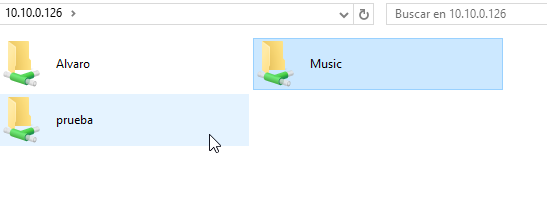 10.10.0.126
Buscar en 10.10.0.126
Alvaro
Music
prueba